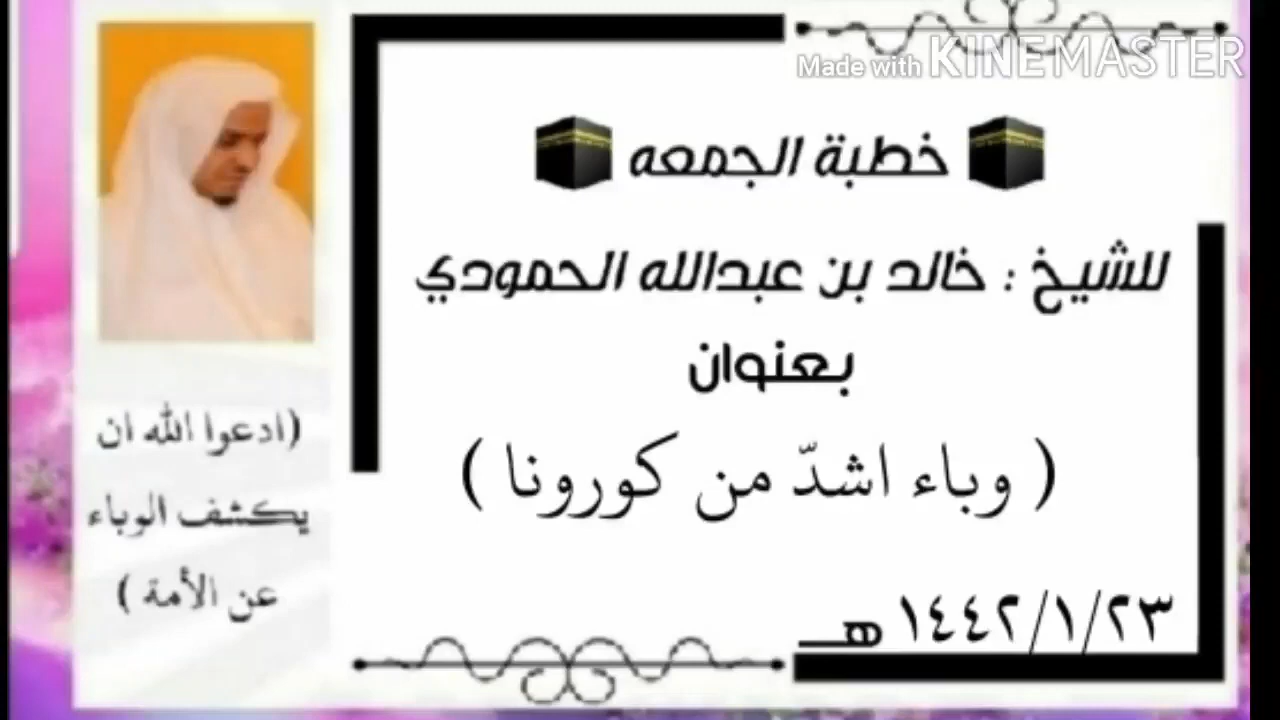 Made with KINEMASTER
خطبة الجمعه
للشيخ : خالد بن عبدالله الحمودي
بعنوان
( وباء اشدّ من كورونا )
١٤٤٢/١/٢٣ هـ
(ادعوا الله ان
يكشف الوباء
عن الأمة )